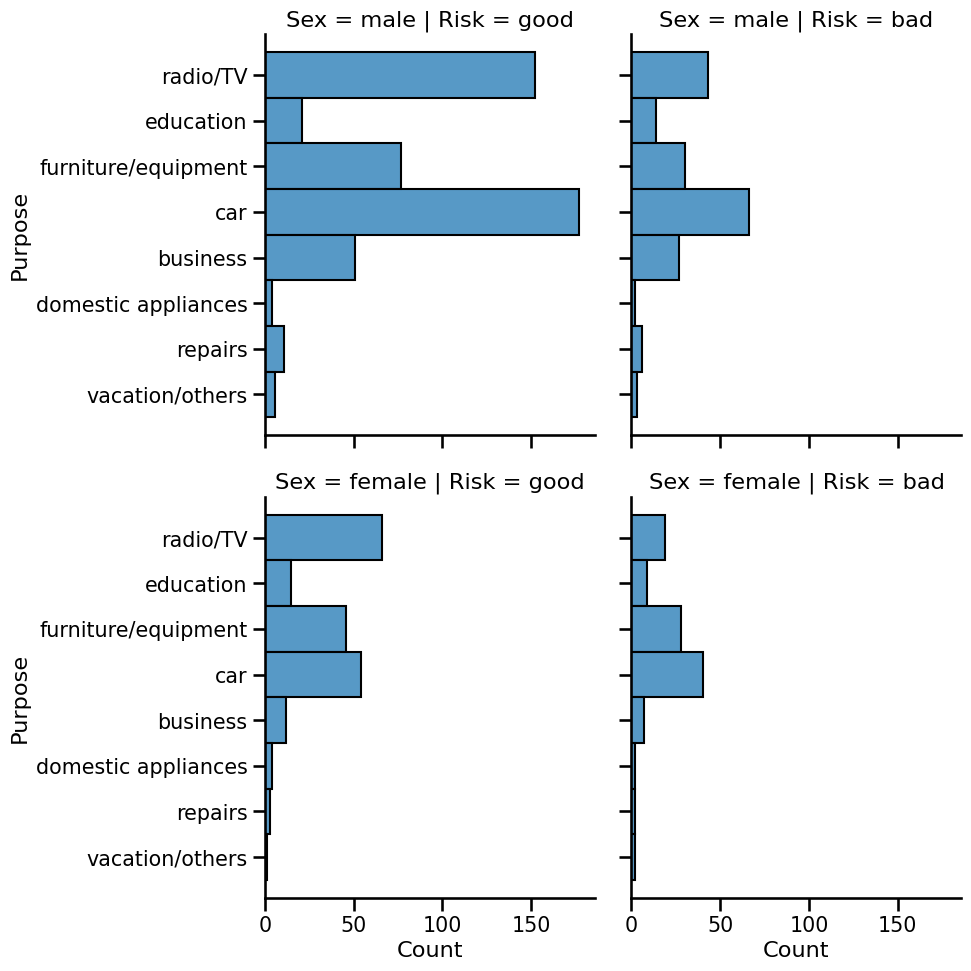 Sex = male | Risk = good
Sex = male | Risk = bad
Purpose
radio/TV
education
furniture/equipment
car
business
domestic appliances
repairs
vacation/others
Sex = female | Risk = good
Sex = female | Risk = bad
Purpose
radio/TV
education
furniture/equipment
car
business
domestic appliances
repairs
vacation/others
0 50 100 150
0 50 100 150
Count
Count